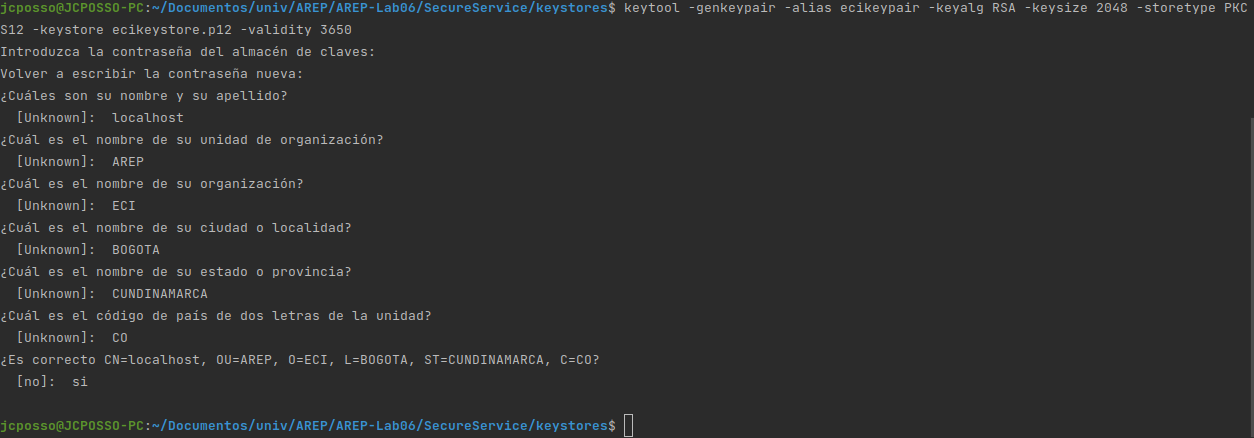 jcposso@JCPOSSO-PC:~/Documentos/univ/AREP/AREP-Lab06/SecureService/keystores$ keytool -genkeypair -alias ecikeypair -keyalg RSA -keysize 2048 -storetype PKC
S12 -keystore ecikeystore.p12 -validity 3650
Introduzca la contraseña del almacén de claves:
Volver a escribir la contraseña nueva:
¿Cuáles son su nombre y su apellido?
  [Unknown]:  localhost
¿Cuál es el nombre de su unidad de organización?
  [Unknown]:  AREP
¿Cuál es el nombre de su organización?
  [Unknown]:  ECI
¿Cuál es el nombre de su ciudad o localidad?
  [Unknown]:  BOGOTA
¿Cuál es el nombre de su estado o provincia?
  [Unknown]:  CUNDINAMARCA
¿Cuál es el código de país de dos letras de la unidad?
  [Unknown]:  CO
¿Es correcto CN=localhost, OU=AREP, O=ECI, L=BOGOTA, ST=CUNDINAMARCA, C=CO?
  [no]:  si
jcposso@JCPOSSO-PC:~/Documentos/univ/AREP/AREP-Lab06/SecureService/keystores$